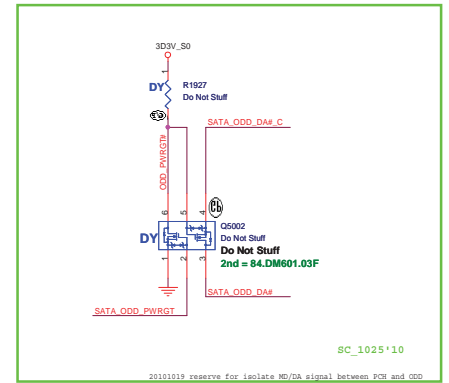 3D3V_S0
1
DY
R1927
Do Not Stuff
SATA_ODD_DA#_C
ODD_PWRGT#
6 5 4
Q5002
DY
Do Not Stuff
Do Not Stuff
2nd = 84.DM601.03F
1 2 3
SATA_ODD_DA#
SATA_ODD_PWRGT
SC_1025'10
20101019 reserve for isolate MD/DA signal between PCH and ODD